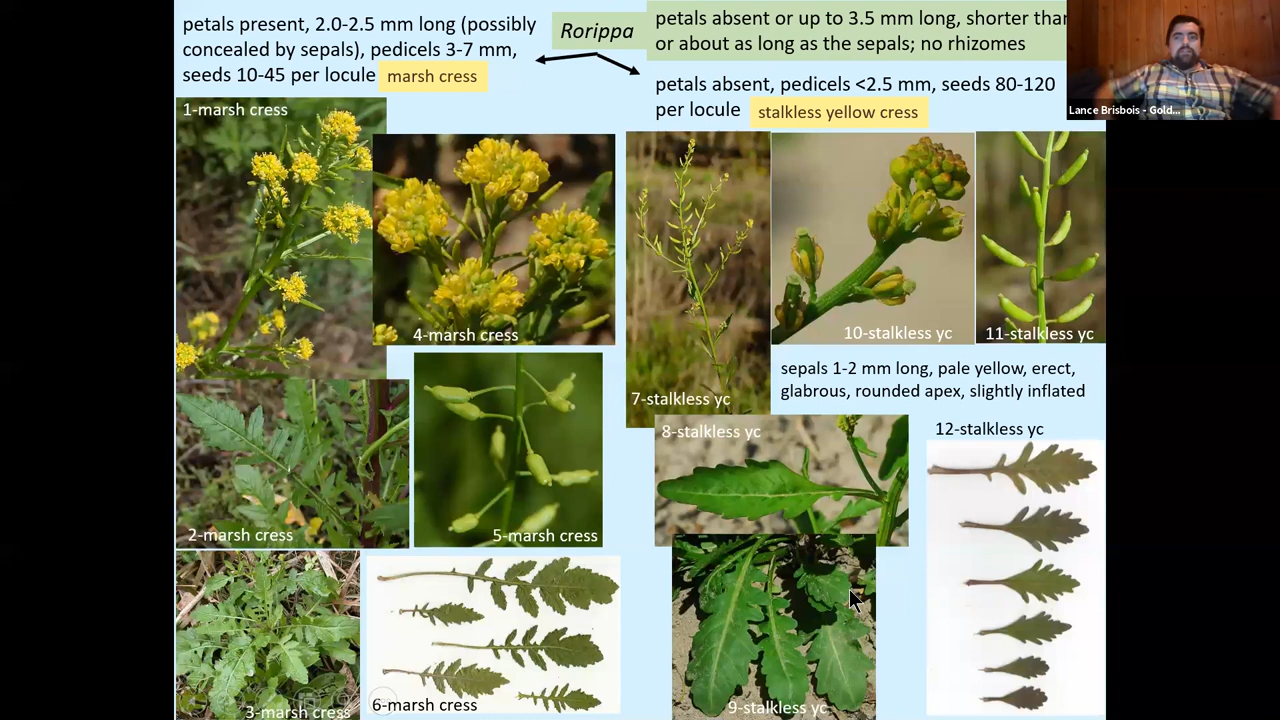 petals present, 2.0-2.5 mm long (possibly
concealed by sepals), pedicels 3-7 mm,
seeds 10-45 per locule
marsh cress
Rorippa
petals absent or up to 3.5 mm long, shorter than
or about as long as the sepals; no rhizomes
petals absent, pedicels <2.5 mm, seeds 80-120
per locule
stalkless yellow cress
Lance Brisbois - Gold...
1-marsh cress
4-marsh cress
7-stalkless yc
10-stalkless yc
11-stalkless yc
sepals 1-2 mm long, pale yellow, erect,
glabrous, rounded apex, slightly inflated
2-marsh cress
5-marsh cress
8-stalkless yc
12-stalkless yc
3-marsh cress
6-marsh cress
9-stalkless yc